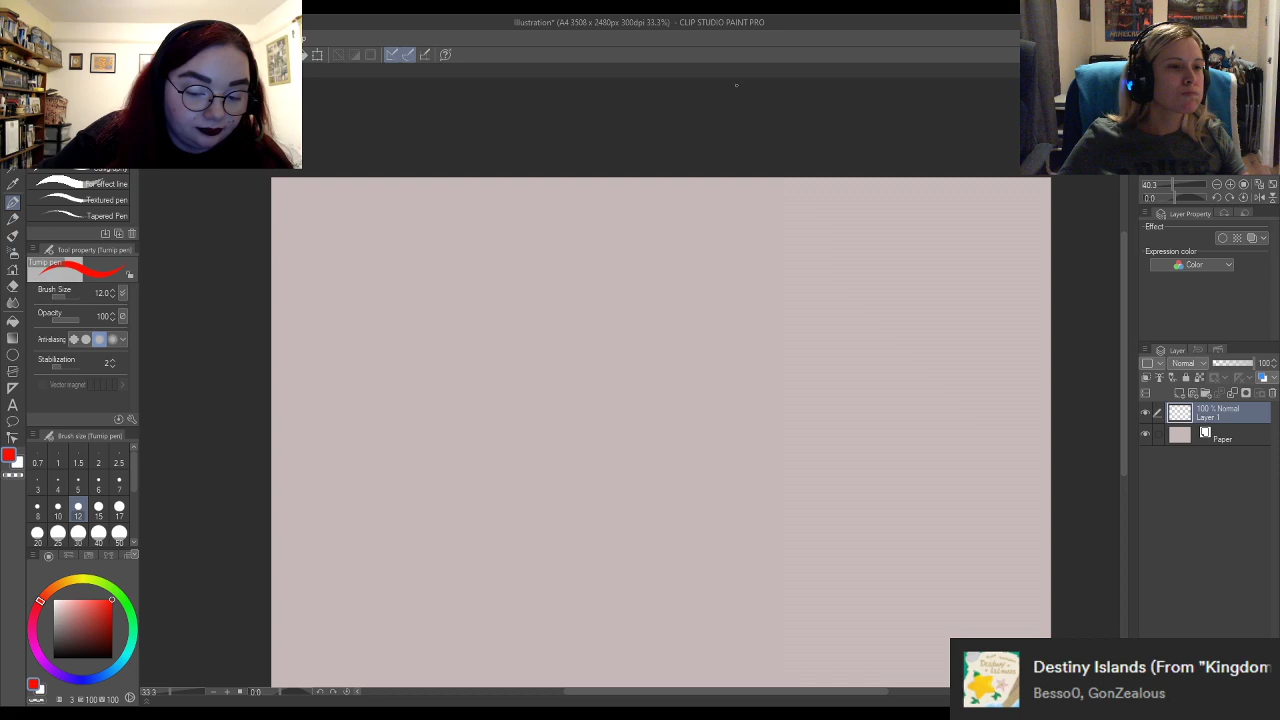 Illustration* (A4 3508 x 2480px 300dpi 33.3%) - CLIP STUDIO PAINT PRO
MINECRAFT
For effect line
Textured pen
Tapered Pen
Tool property (Turnip pen)
Turnip pen
Brush Size
12.0
Opacity
100
Anti-aliasing
Stabilization
2
Vector magnet
Brush size (Turnip pen)
0.7 1 1.5 2 2.5
3 4 5 6 7
8 10 12 15 17
20 25 30 40 50
3 100 100
33.3
0.0
40.3
0.0
Layer Property
Effect
Expression color
Color
Layer
Normal
100
100 % Normal
Layer 1
Paper
Destiny Islands (From "Kingdom
Besso0, GonZealous